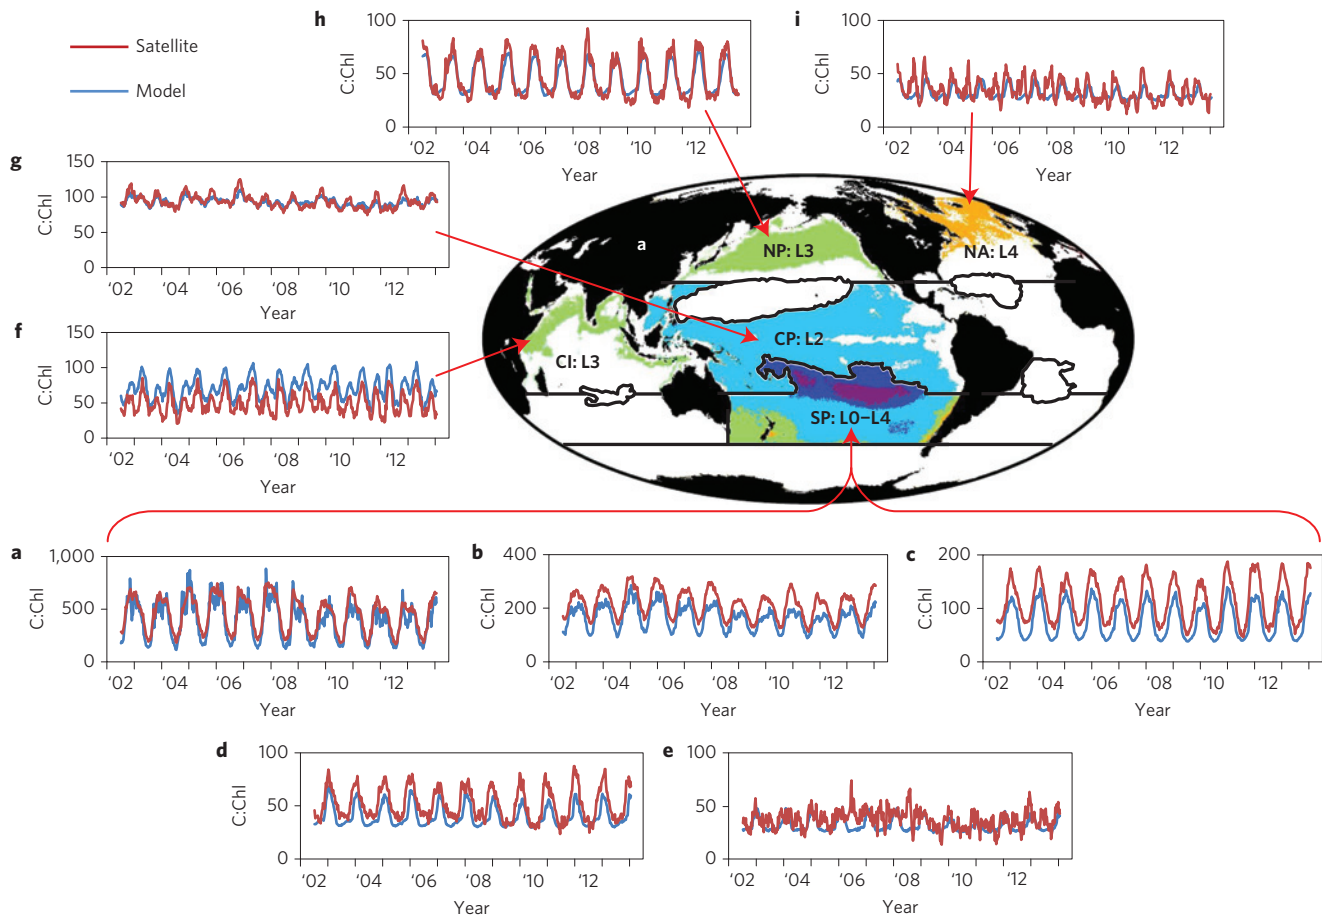 Satellite
Model
h
100
50
0
C:Chl
‘02 ‘04 ‘06 ‘08 ‘10 ‘12
Year
i
100
50
0
C:Chl
‘02 ‘04 ‘06 ‘08 ‘10 ‘12
Year
g
150
100
50
0
C:Chl
‘02 ‘04 ‘06 ‘08 ‘10 ‘12
Year
f
150
100
50
0
C:Chl
‘02 ‘04 ‘06 ‘08 ‘10 ‘12
Year
a
NP: L3
NA: L4
CP: L2
CI: L3
SP: L0–L4
a
1,000
500
0
C:Chl
‘02 ‘04 ‘06 ‘08 ‘10 ‘12
Year
b
400
200
0
C:Chl
‘02 ‘04 ‘06 ‘08 ‘10 ‘12
Year
c
200
100
0
C:Chl
‘02 ‘04 ‘06 ‘08 ‘10 ‘12
Year
d
100
50
0
C:Chl
‘02 ‘04 ‘06 ‘08 ‘10 ‘12
Year
e
100
50
0
C:Chl
‘02 ‘04 ‘06 ‘08 ‘10 ‘12
Year